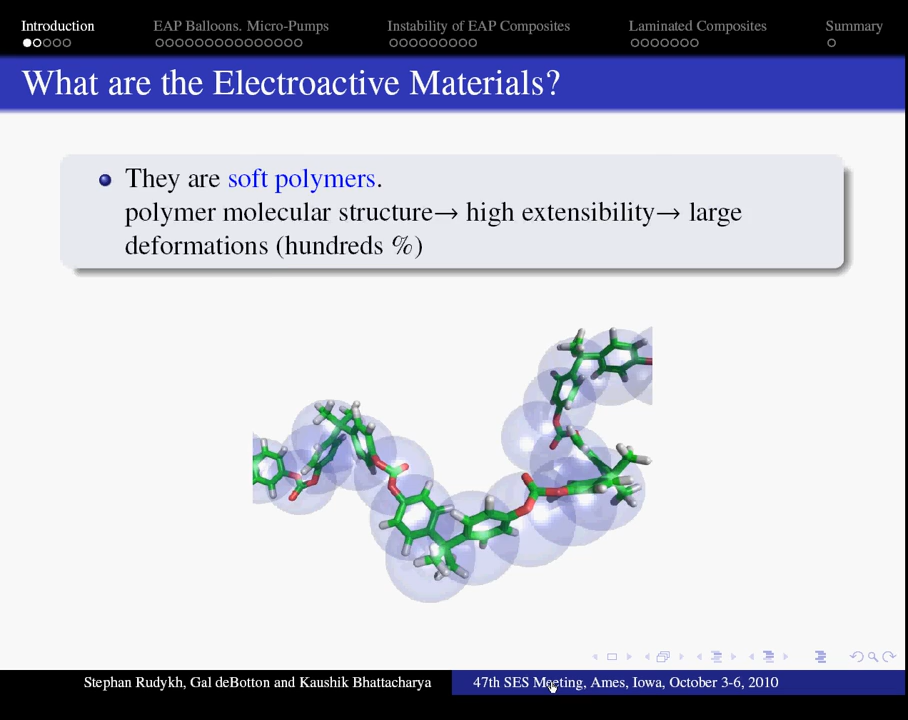 Introduction
EAP Balloons. Micro-Pumps
Instability of EAP Composites
Laminated Composites
Summary
What are the Electroactive Materials?
They are soft polymers.
polymer molecular structure→ high extensibility→ large
deformations (hundreds %)
Stephan Rudykh, Gal deBotton and Kaushik Bhattacharya
47th SES Meeting, Ames, Iowa, October 3-6, 2010